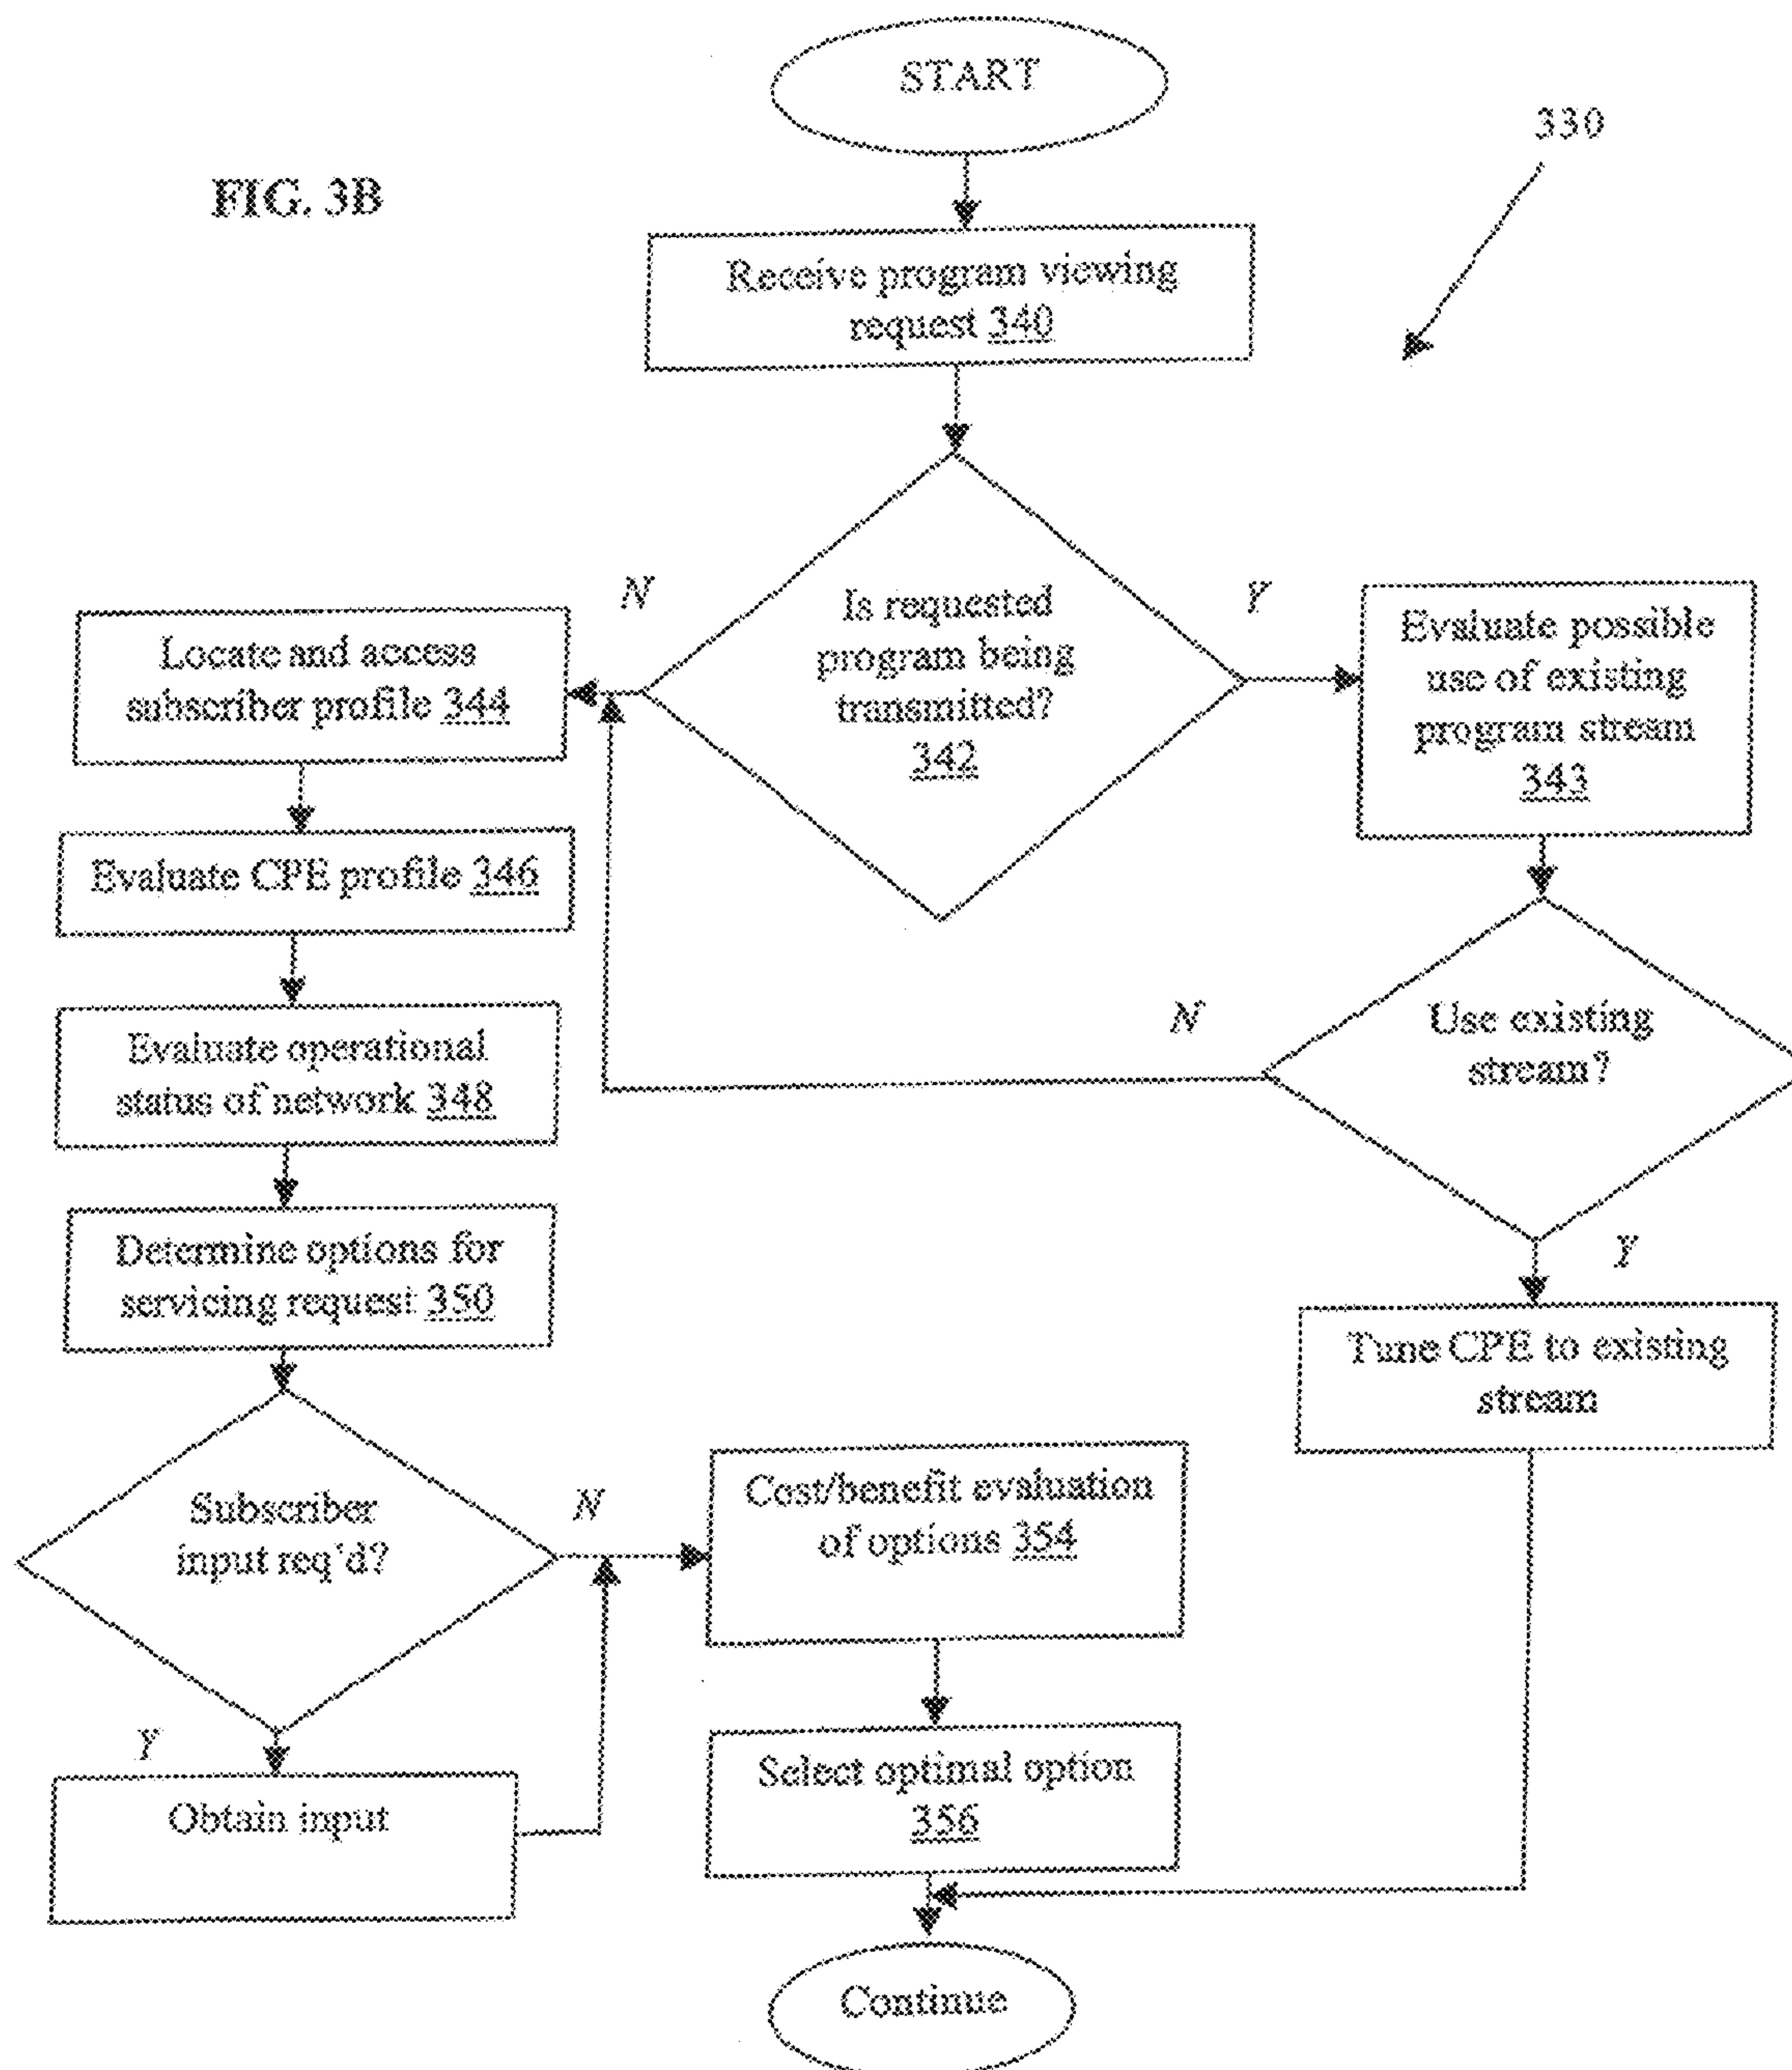 START
330
FIG. 3B
Receive program viewing
request 340
N
Is requested
program being
transmitted?
342
Y
Evaluate possible
use of existing
program stream
343
Locate and access
subscriber profile 344
Evaluate CPE profile 346
Evaluate operational
status of network 348
N
Use existing
stream?
Y
Determine options for
servicing request 350
Tune CPE to existing
stream
Subscriber
input req'd?
N
Cost/benefit evaluation
of options 354
Y
Obtain input
Select optimal option
356
Continue